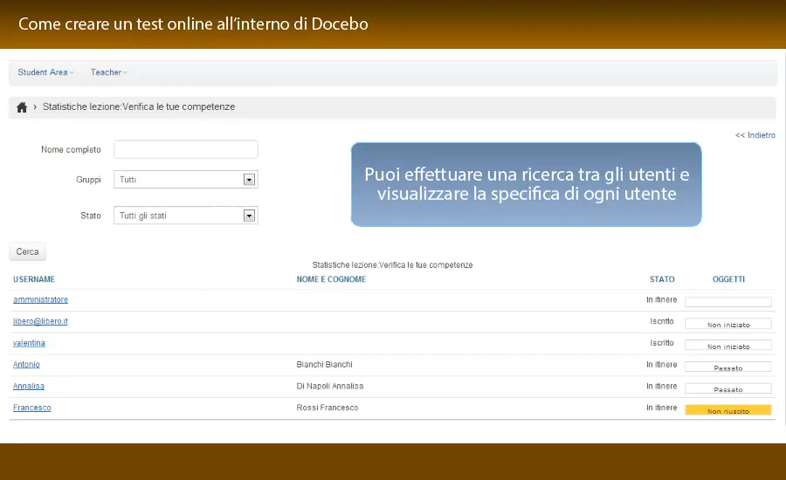 Come creare un test online all'interno di Docebo
Student Area
Teacher
› Statistiche lezione:Verifica le tue competenze
<< Indietro
Nome completo
Gruppi Tutti
Stato Tutti gli stati
Puoi effettuare una ricerca tra gli utenti e
visualizzare la specifica di ogni utente
Cerca
Statistiche lezione:Verifica le tue competenze
USERNAME NOME E COGNOME STATO OGGETTI
amministratore In itinere
libero@libero.it Iscritto Non iniziato
valentina Iscritto Non iniziato
Antonio Bianchi Bianchi In itinere Passato
Annalisa Di Napoli Annalisa In itinere Passato
Francesco Rossi Francesco In itinere Non riuscito